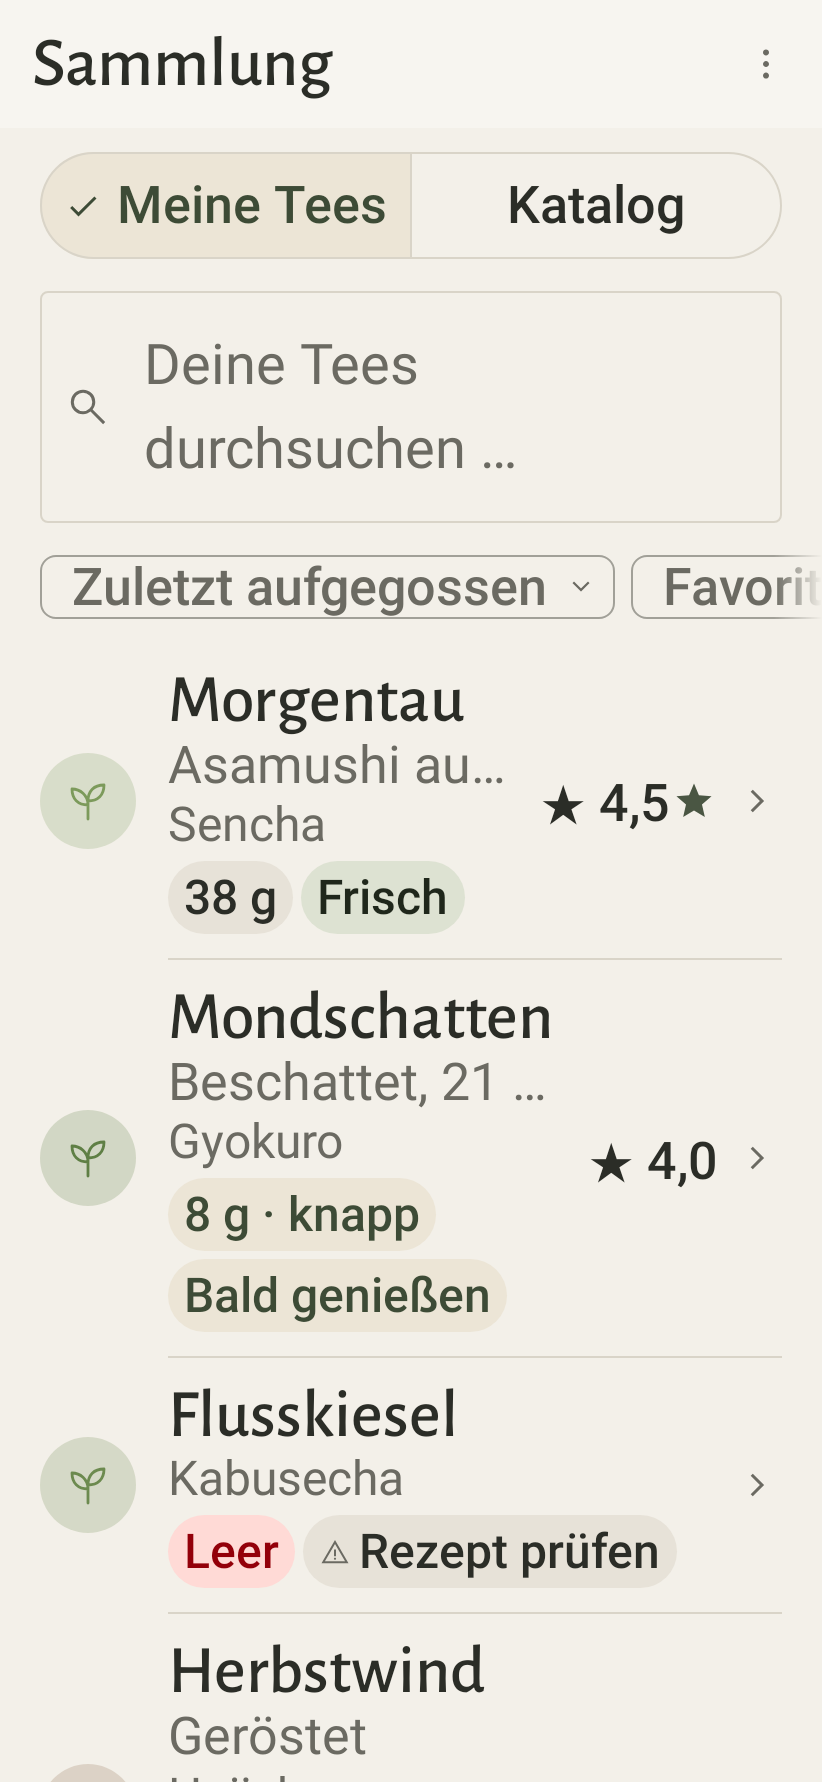 Sammlung
Meine Tees
Katalog
Deine Tees
durchsuchen …
Zuletzt aufgegossen
Favorit
Morgentau
Asamushi au…
Sencha
★ 4,5
38 g
Frisch
Mondschatten
Beschattet, 21 …
Gyokuro
★ 4,0
8 g · knapp
Bald genießen
Flusskiesel
Kabusecha
Leer
Rezept prüfen
Herbstwind
Geröstet